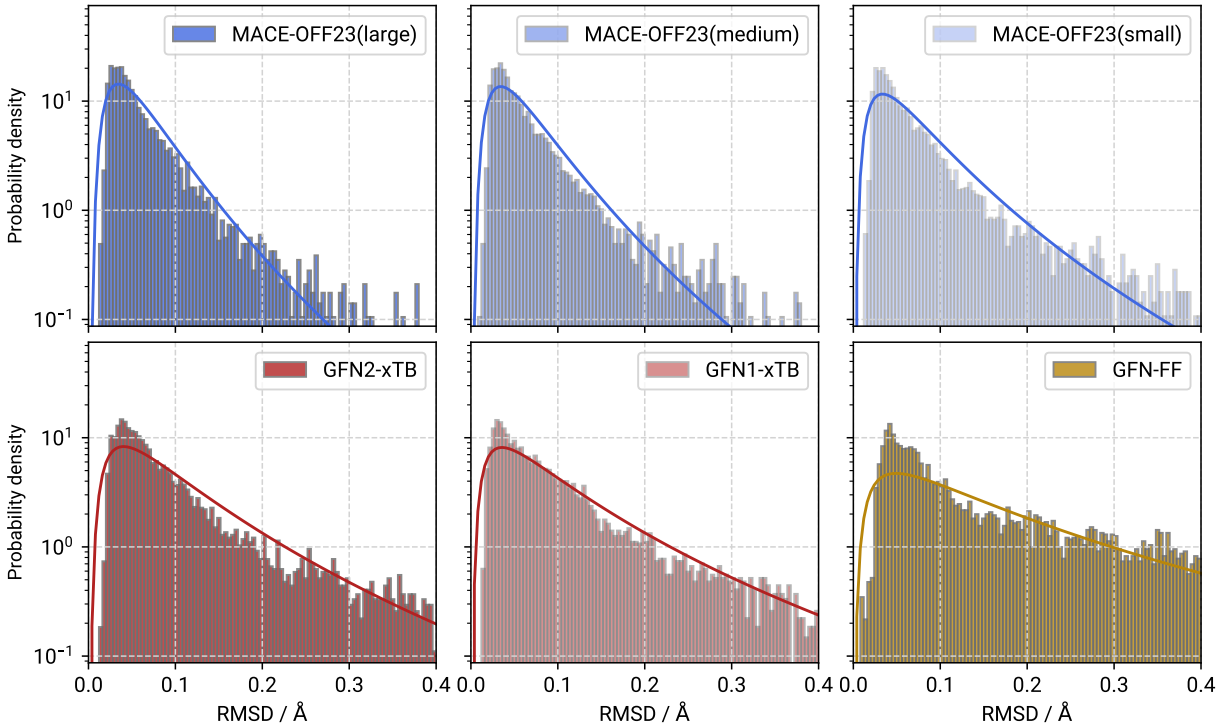 MACE-OFF23(large)
MACE-OFF23(medium)
MACE-OFF23(small)
Probability density
10¹
10⁰
10⁻¹
GFN2-xTB
GFN1-xTB
GFN-FF
Probability density
10¹
10⁰
10⁻¹
0.0 0.1 0.2 0.3 0.4
0.0 0.1 0.2 0.3 0.4
0.0 0.1 0.2 0.3 0.4
RMSD / Å
RMSD / Å
RMSD / Å